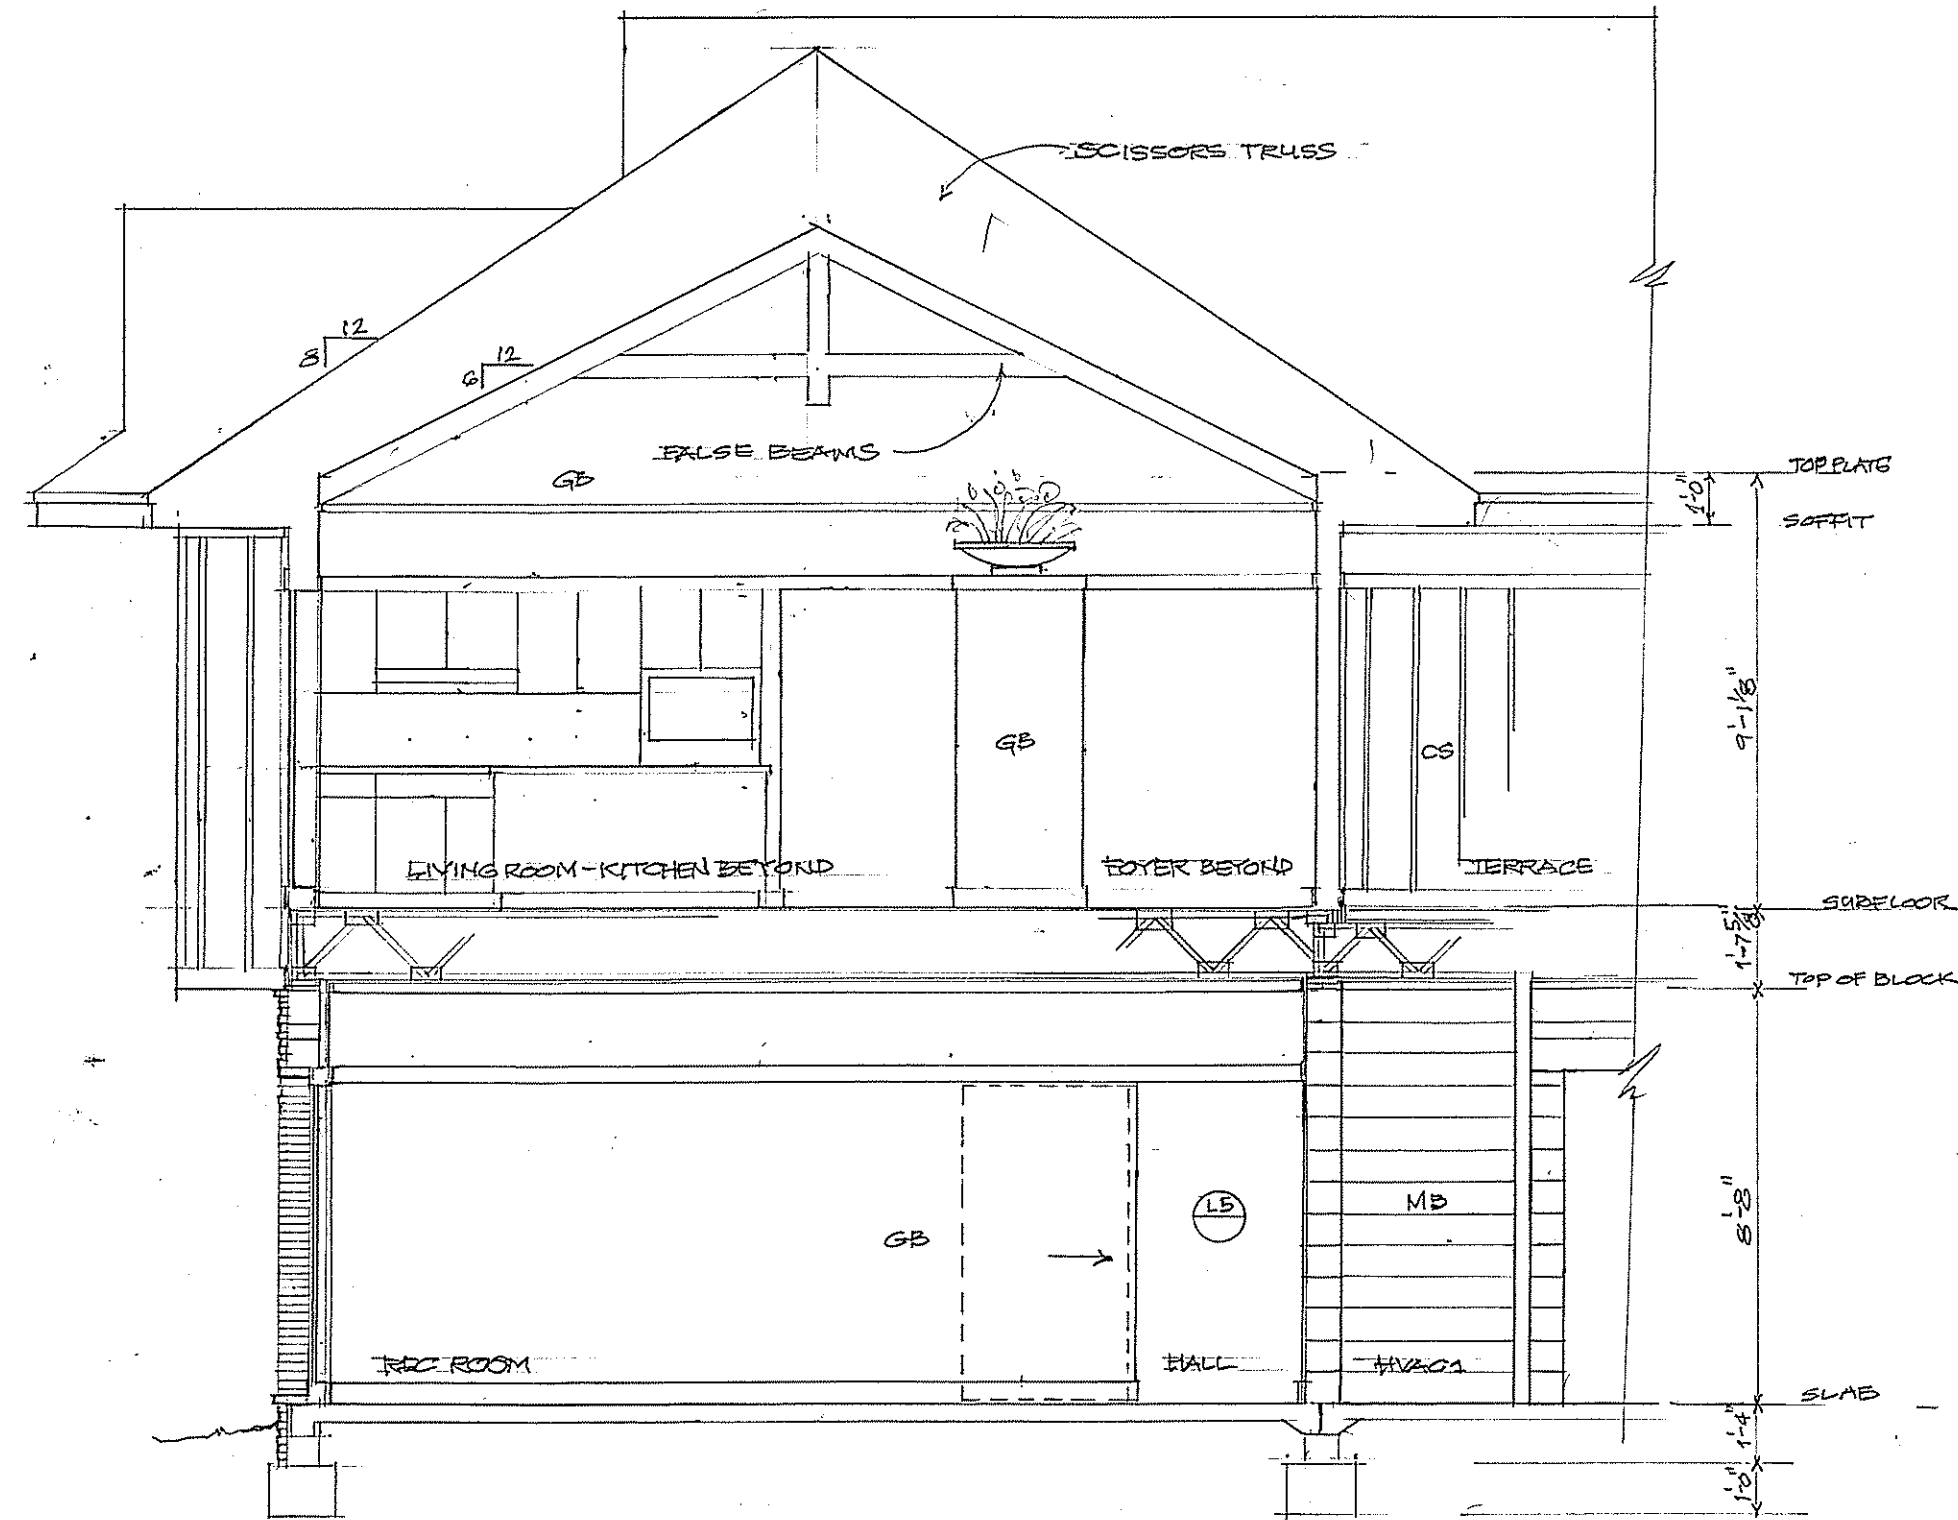 SCISSORS TRUSS
12
8
12
6
FALSE BEAMS
GB
TOP PLATE
1'-0"
SOFFIT
9'-1 1/8"
GB
CS
LIVING ROOM-KITCHEN BEYOND
FOYER BEYOND
TERRACE
SUBFLOOR
1'-7 5/8"
TOP OF BLOCK
L5
MB
8'-8"
GB
REC ROOM
HALL
HVAC1
SLAB
1'-4"
1'-0"